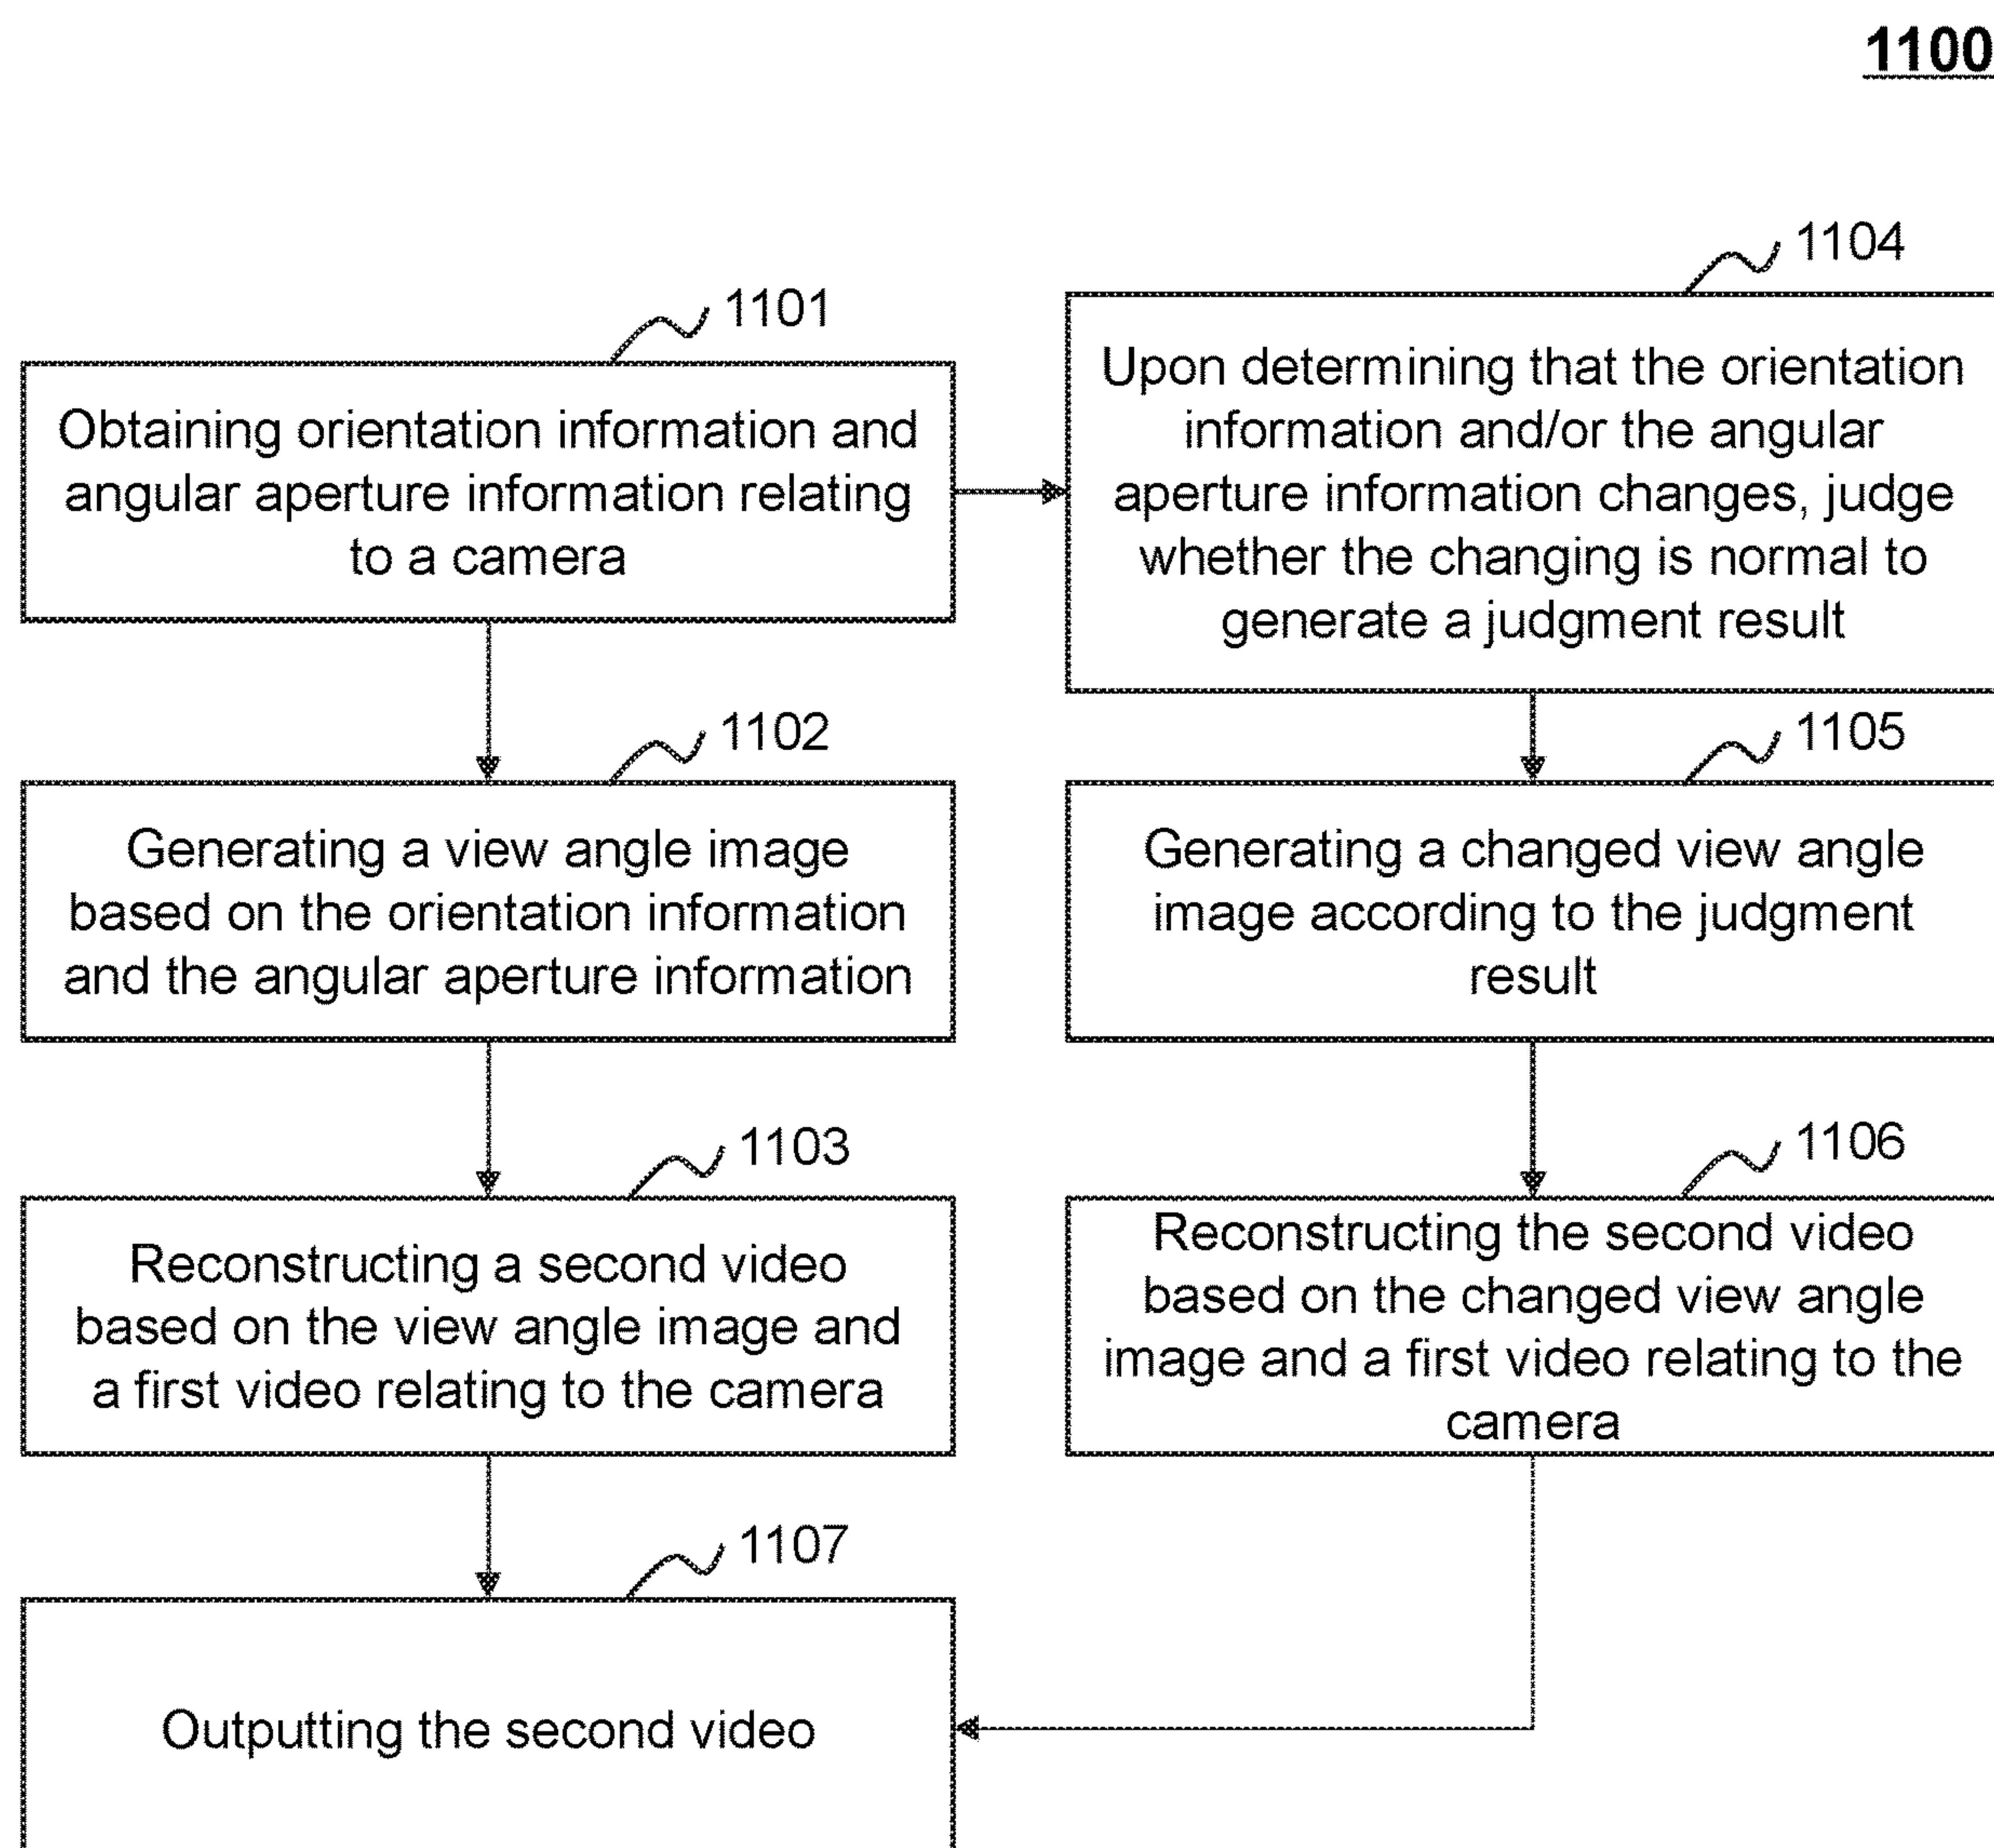 1100
1101
Obtaining orientation information and
angular aperture information relating
to a camera
1102
Generating a view angle image
based on the orientation information
and the angular aperture information
1103
Reconstructing a second video
based on the view angle image and
a first video relating to the camera
1107
Outputting the second video
1104
Upon determining that the orientation
information and/or the angular
aperture information changes, judge
whether the changing is normal to
generate a judgment result
1105
Generating a changed view angle
image according to the judgment
result
1106
Reconstructing the second video
based on the changed view angle
image and a first video relating to the
camera